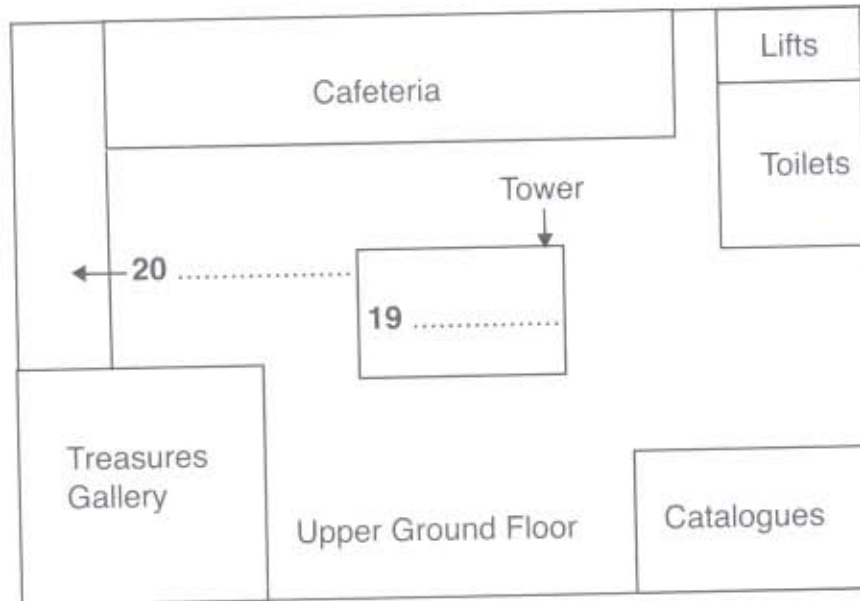 Lifts
Cafeteria
Toilets
Tower
20 ....................
19 .................
Treasures
Gallery
Upper Ground Floor
Catalogues